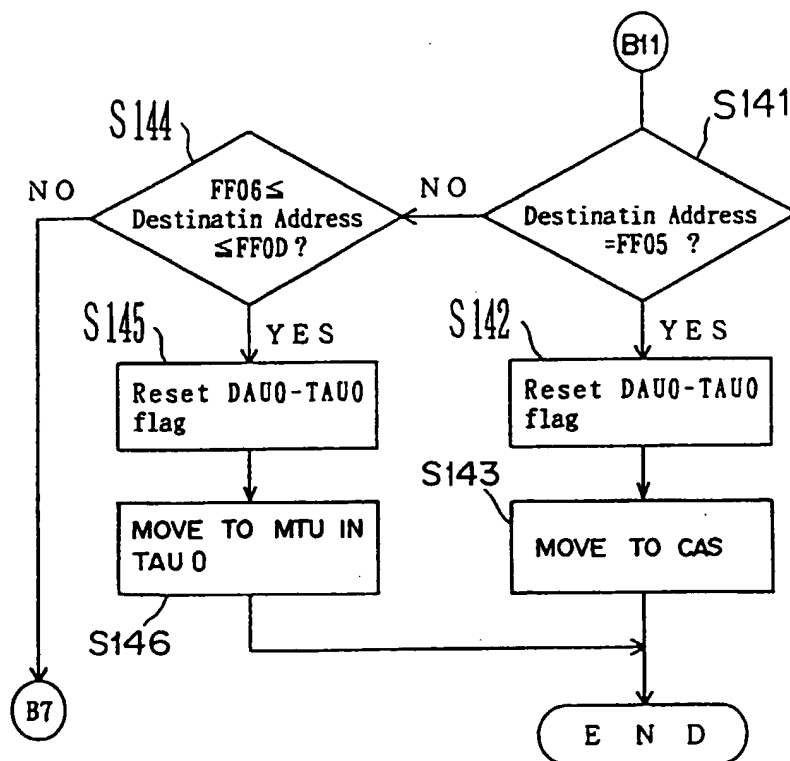 B11
S141
Destinatin Address
=FF05 ?
NO
YES
S144
FF06≤
Destinatin Address
≤FF0D?
NO
YES
S142
Reset DAU0-TAU0
flag
S145
Reset DAU0-TAU0
flag
S143
MOVE TO CAS
MOVE TO MTU IN
TAU 0
S146
B7
END